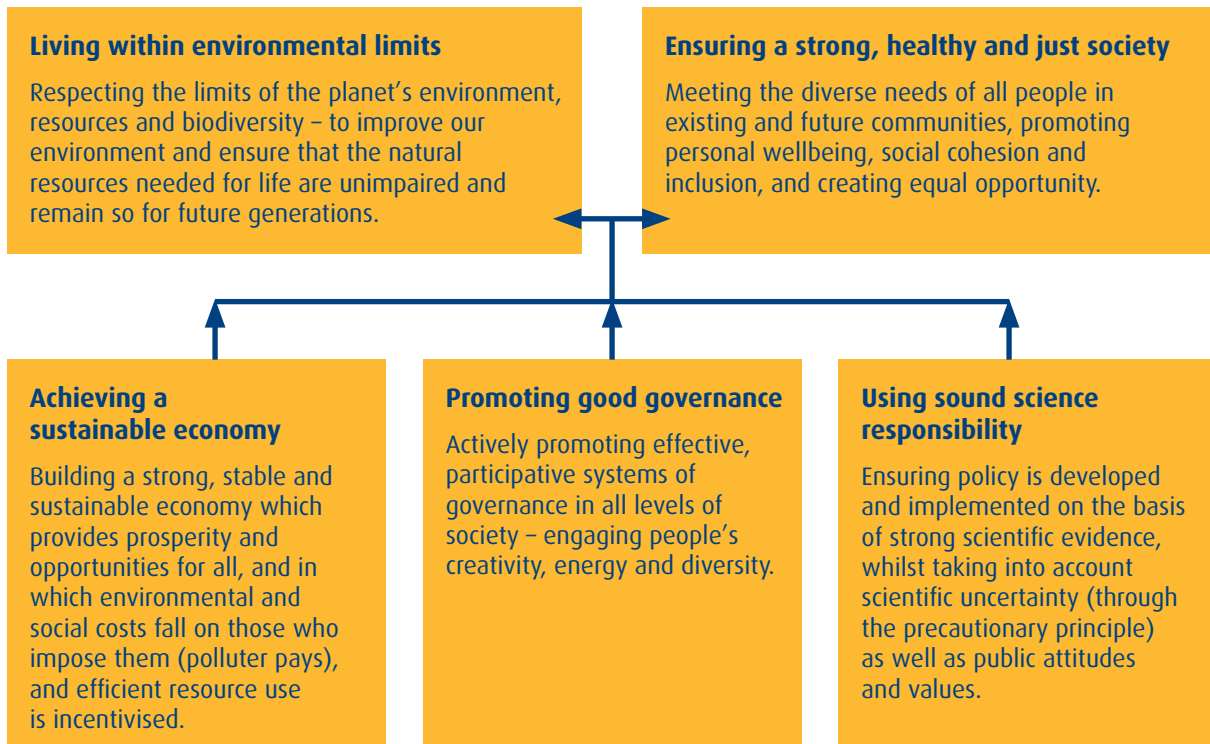 Living within environmental limits
Respecting the limits of the planet’s environment,
resources and biodiversity – to improve our
environment and ensure that the natural
resources needed for life are unimpaired and
remain so for future generations.
Ensuring a strong, healthy and just society
Meeting the diverse needs of all people in
existing and future communities, promoting
personal wellbeing, social cohesion and
inclusion, and creating equal opportunity.
Achieving a
sustainable economy
Building a strong, stable and
sustainable economy which
provides prosperity and
opportunities for all, and in
which environmental and
social costs fall on those who
impose them (polluter pays),
and efficient resource use
is incentivised.
Promoting good governance
Actively promoting effective,
participative systems of
governance in all levels of
society – engaging people’s
creativity, energy and diversity.
Using sound science
responsibility
Ensuring policy is developed
and implemented on the basis
of strong scientific evidence,
whilst taking into account
scientific uncertainty (through
the precautionary principle)
as well as public attitudes
and values.